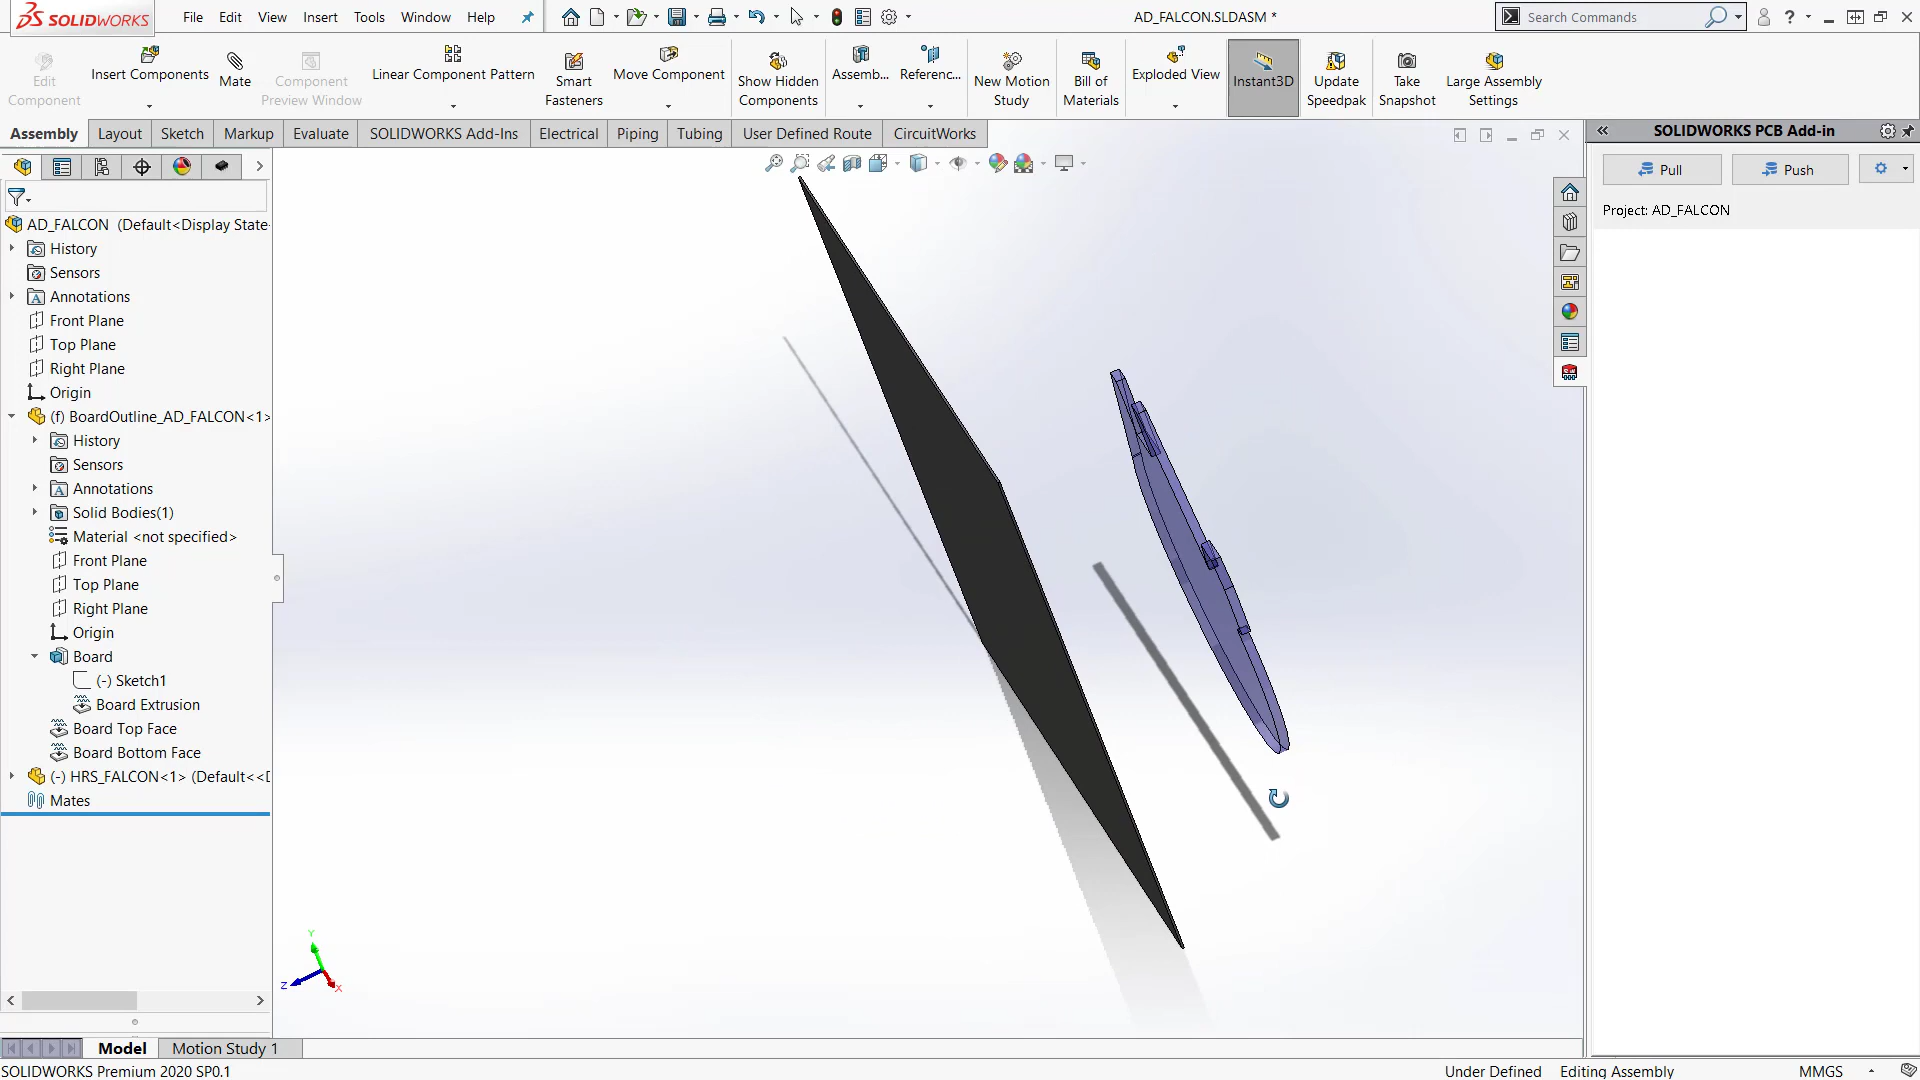 SOLIDWORKS File Edit View Insert Tools Window Help AD_FALCON.SLDASM * Search Commands
Edit Component
Insert Components
Mate
Component Preview Window
Linear Component Pattern
Smart Fasteners
Move Component
Show Hidden Components
Assemb...
Referenc...
New Motion Study
Bill of Materials
Exploded View
Instant3D
Update Speedpak
Take Snapshot
Large Assembly Settings
Assembly Layout Sketch Markup Evaluate SOLIDWORKS Add-Ins Electrical Piping Tubing User Defined Route CircuitWorks
SOLIDWORKS PCB Add-in
Pull Push
Project: AD_FALCON
AD_FALCON (Default<Display State-
History
Sensors
Annotations
Front Plane
Top Plane
Right Plane
Origin
(f) BoardOutline_AD_FALCON<1>
History
Sensors
Annotations
Solid Bodies(1)
Material <not specified>
Front Plane
Top Plane
Right Plane
Origin
Board
(-) Sketch1
Board Extrusion
Board Top Face
Board Bottom Face
(-) HRS_FALCON<1> (Default<<D
Mates
Y
Z
X
Model Motion Study 1
SOLIDWORKS Premium 2020 SP0.1 Under Defined Editing Assembly MMGS